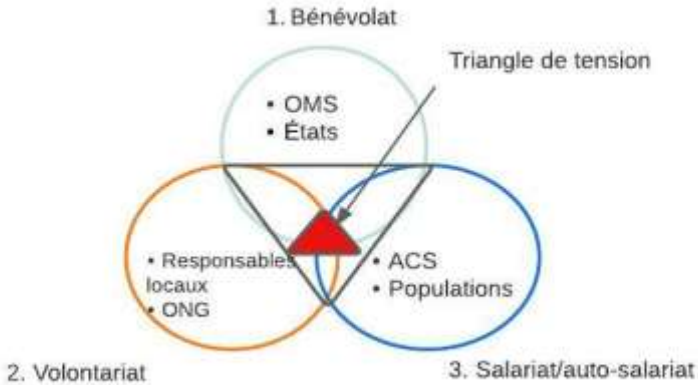 1. Bénévolat
Triangle de tension
• OMS
• États
• Responsables
locaux
• ONG
• ACS
• Populations
2. Volontariat
3. Salariat/auto-salariat